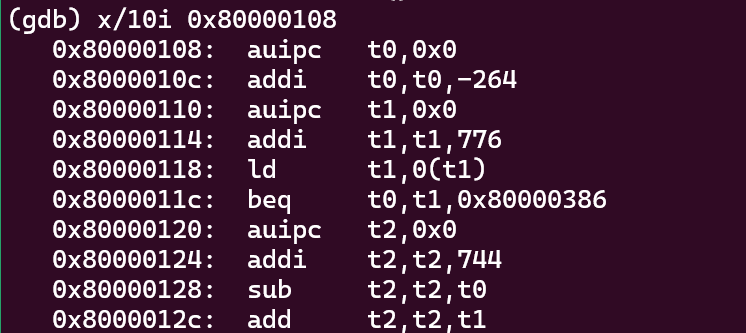 (gdb) x/10i 0x80000108
0x80000108: auipc t0,0x0
0x8000010c: addi t0,t0,-264
0x80000110: auipc t1,0x0
0x80000114: addi t1,t1,776
0x80000118: ld t1,0(t1)
0x8000011c: beq t0,t1,0x80000386
0x80000120: auipc t2,0x0
0x80000124: addi t2,t2,744
0x80000128: sub t2,t2,t0
0x8000012c: add t2,t2,t1